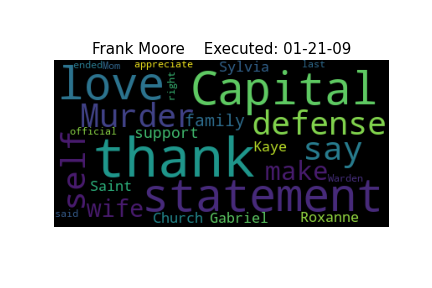 Frank Moore    Executed: 01-21-09
ended Mom appreciate Sylvia last
love right Capital
Murder family defense
official support Kaye say
self thank make
Saint statement Warden
wife Church Gabriel Roxanne
said